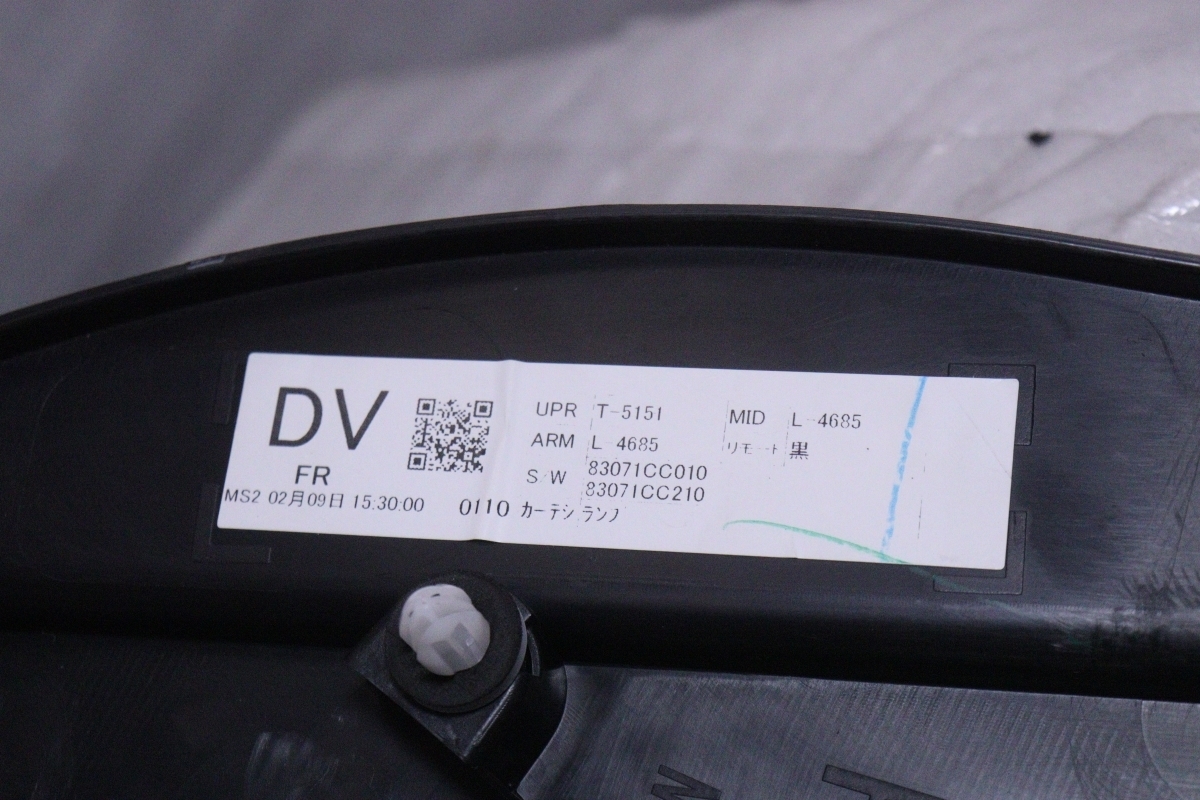 DV
FR
MS2 02月09日 15:30:00
UPR T-5151
ARM L-4685
S/W 83071CC010
83071CC210
0110 カーテシランプ
MID L-4685
リモート 黒